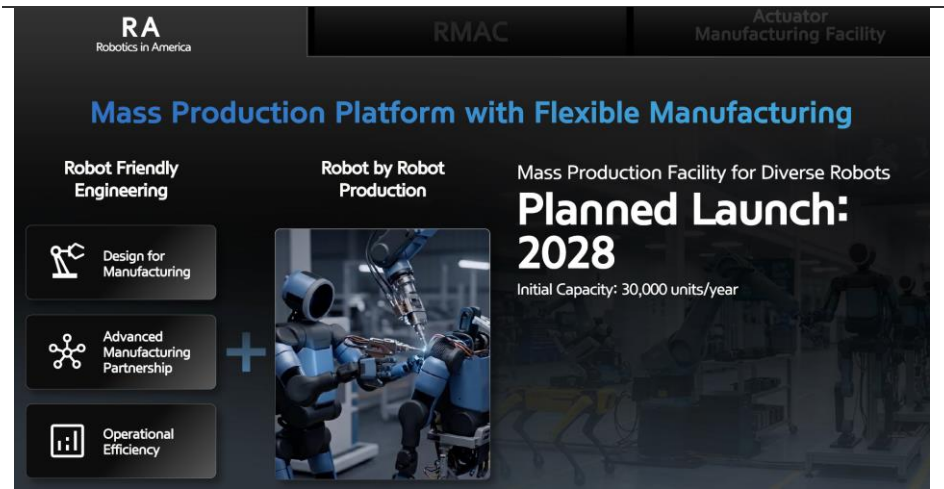 RA
Robotics in America
RMAC
Actuator
Manufacturing Facility
Mass Production Platform with Flexible Manufacturing
Robot Friendly
Engineering
Design for
Manufacturing
Advanced
Manufacturing
Partnership
Operational
Efficiency
Robot by Robot
Production
Mass Production Facility for Diverse Robots
Planned Launch:
2028
Initial Capacity: 30,000 units/year